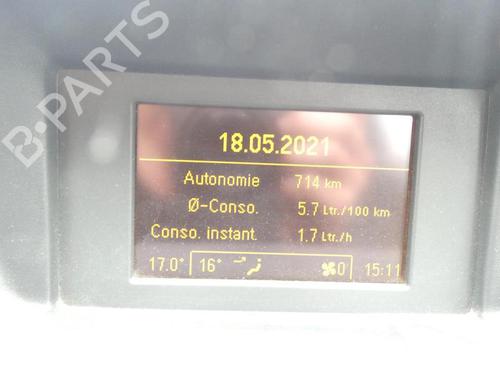 B-PARTS
18.05.2021
Autonomie 714 km
Ø-Conso. 5.7 Ltr./100 km
Conso. instant. 1.7 Ltr./h
17.0° 16° 0 15:11